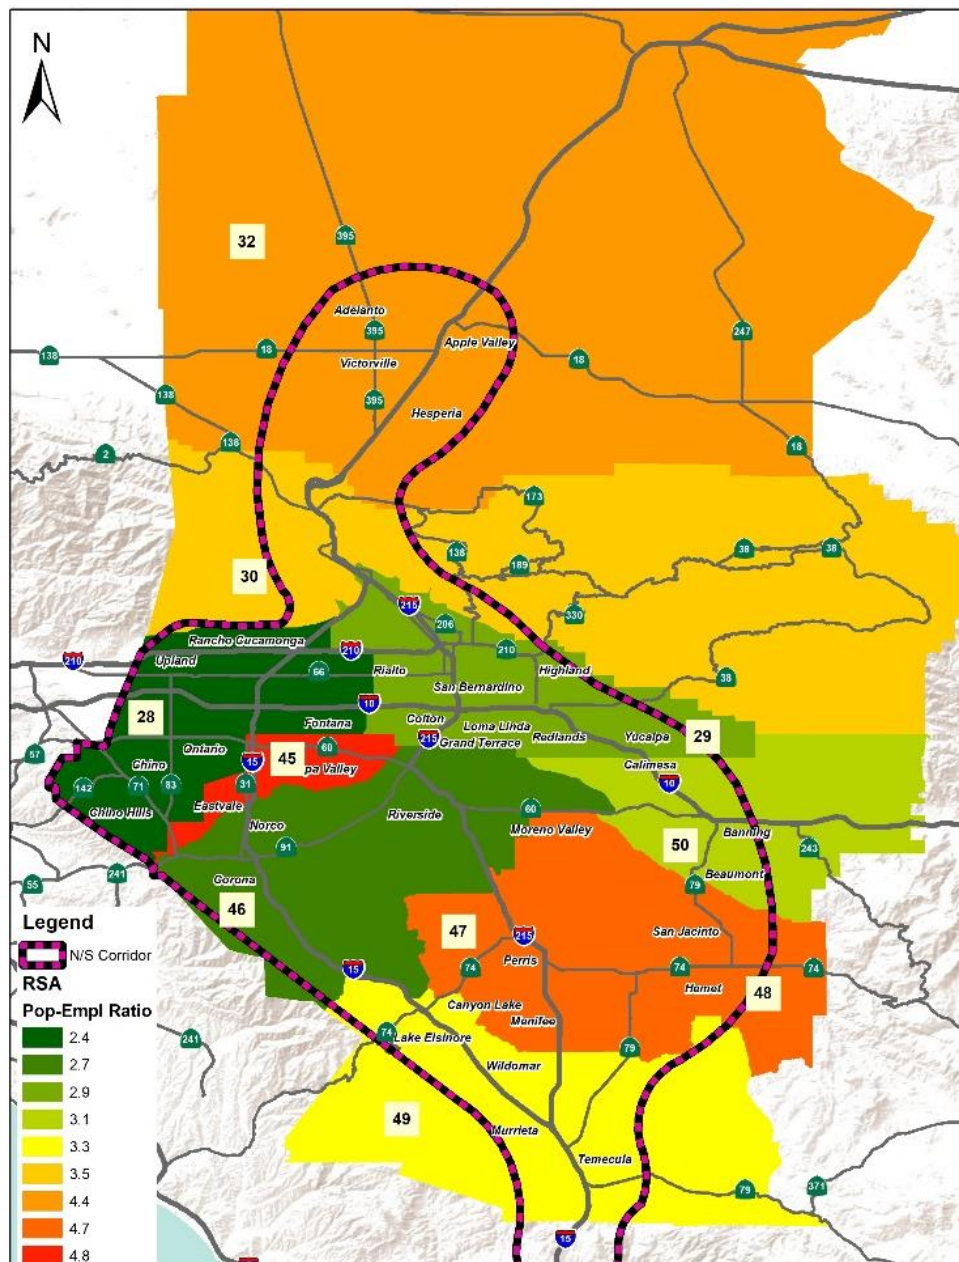 N
32
395
Adelanto
395
247
138
18
Apple Valley
18
Victorville
138
395
Hesperia
138
18
2
173
138
38
38
189
30
215
330
206
Rancho Cucamonga
210
210
210
Upland
66
Rialto
Highland
38
San Bernardino
10
28
Fontana
Colton
Loma Linda
29
57
Ontario
60
215
Grand Terrace
Redlands
Yucaipa
45
Chino
15
pa Valley
Calimesa
142
71
83
31
10
Chino Hills
Eastvale
60
Riverside
Norco
Moreno Valley
Banning
91
50
243
Beaumont
55
241
Corona
79
46
Legend
47
215
San Jacinto
N/S Corridor
Perris
74
74
74
15
Hemet
RSA
48
Pop-Empl Ratio
Canyon Lake
Menifee
2.4
241
74
Lake Elsinore
79
2.7
Wildomar
2.9
3.1
49
Murrieta
3.3
Temecula
3.5
79
371
4.4
4.7
15
4.8